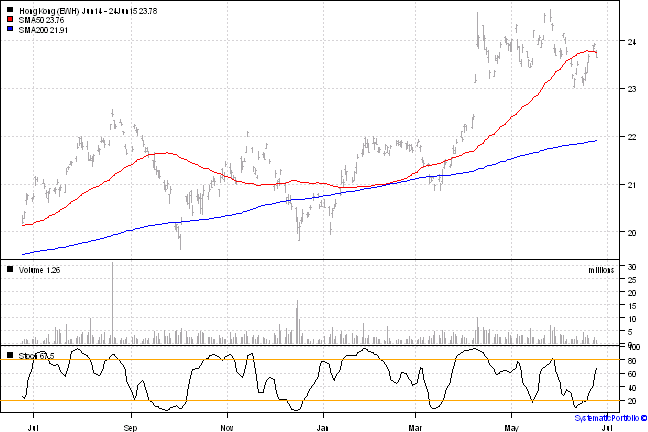 Hong Kong (EWH) Jun14 - 24Jun15 23.78
SMA50 23.76
SMA200 21.91
24
23
22
21
20
Volume 1.26
millions
30
25
20
15
10
5
0
Stoch 67.5
100
80
60
40
20
Jul Sep Nov Jan Mar May Jul
SystematicPortfolio ©